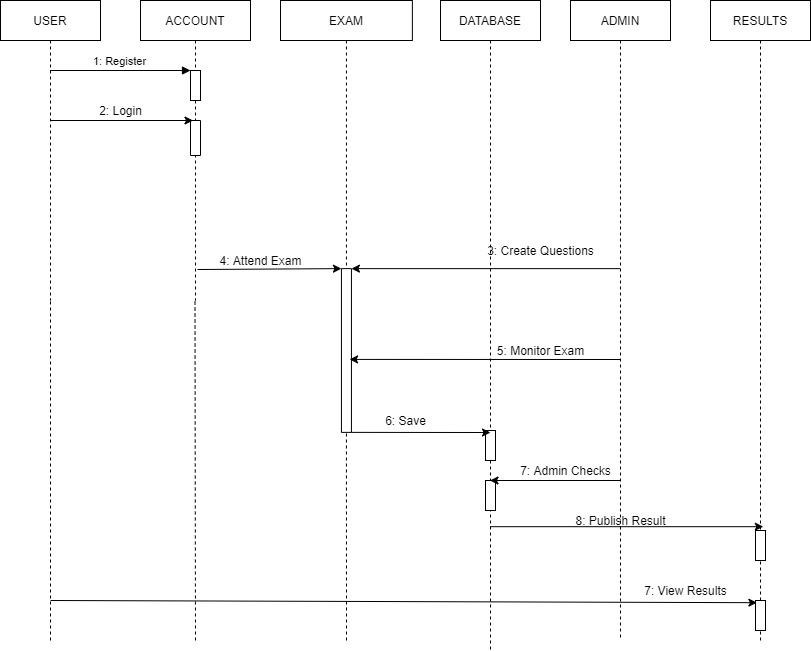 USER
ACCOUNT
EXAM
DATABASE
ADMIN
RESULTS
1: Register
2: Login
3: Create Questions
4: Attend Exam
5: Monitor Exam
6: Save
7: Admin Checks
8: Publish Result
7: View Results